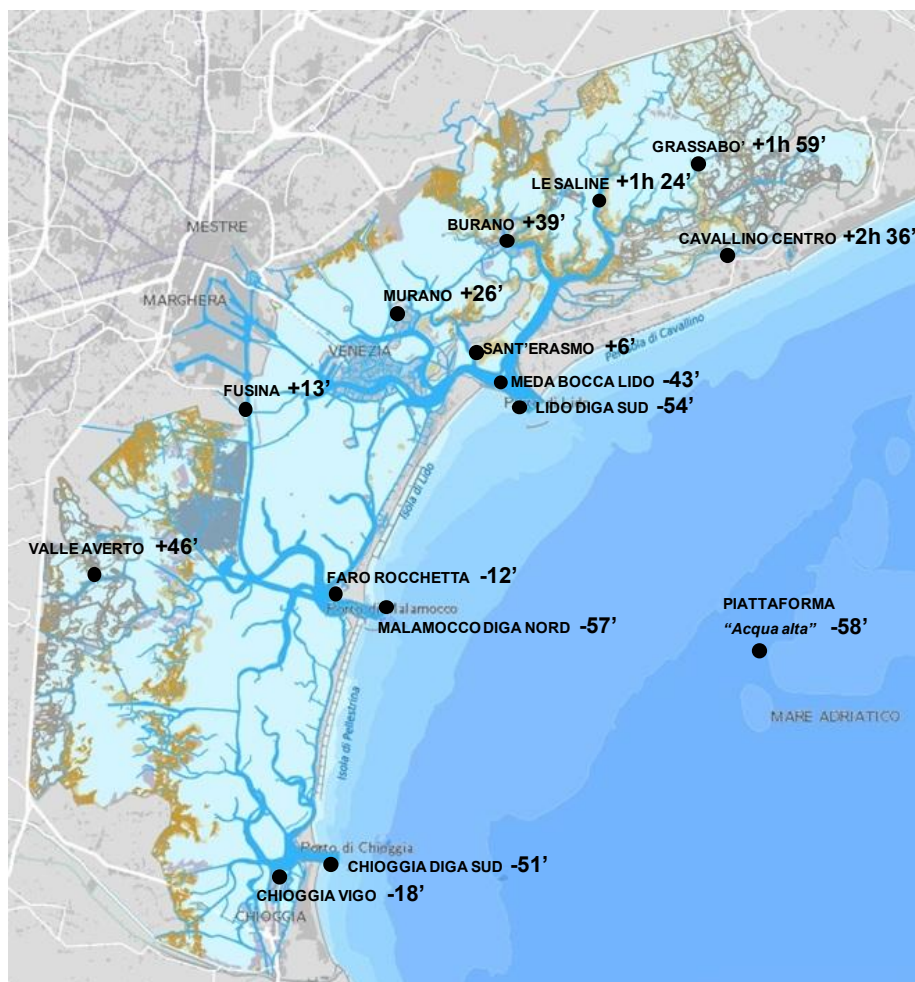 GRASSABO’ +1h 59’
LE SALINE +1h 24’
BURANO +39’
MESTRE
CAVALLINO CENTRO +2h 36’
MURANO +26’
MARGHERA
Penisola di Cavallino
VENEZIA
SANT’ERASMO +6’
MEDA BOCCA LIDO -43’
FUSINA +13’
Porto di Lido
LIDO DIGA SUD -54’
Isola di Lido
VALLE AVERTO +46’
FARO ROCCHETTA -12’
Porto di Malamocco
MALAMOCCO DIGA NORD -57’
PIATTAFORMA
“Acqua alta” -58’
MARE ADRIATICO
Isola di Pellestrina
Porto di Chioggia
CHIOGGIA DIGA SUD -51’
CHIOGGIA VIGO -18’
CHIOGGIA